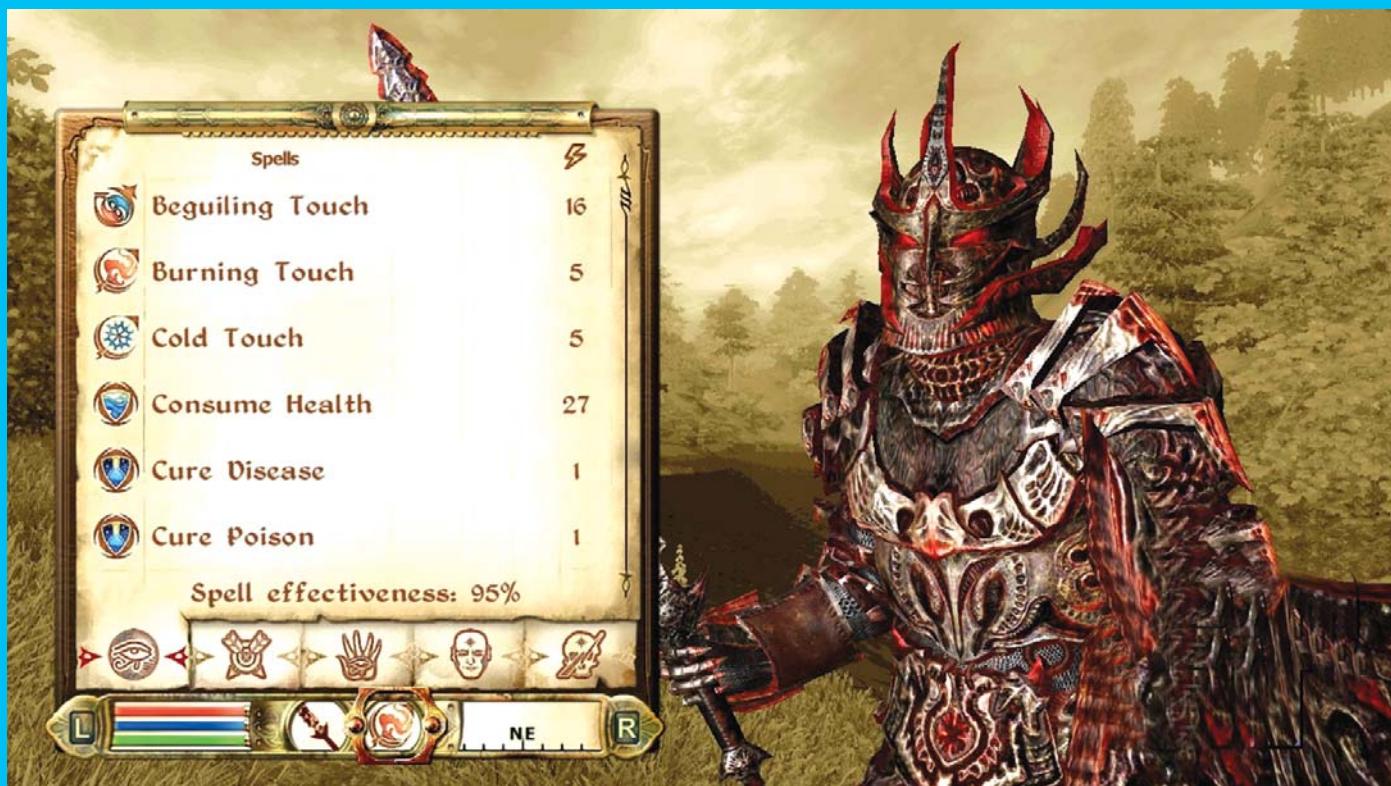 Spells
Beguiling Touch 16
Burning Touch 5
Cold Touch 5
Consume Health 27
Cure Disease 1
Cure Poison 1
Spell effectiveness: 95%
L NE R